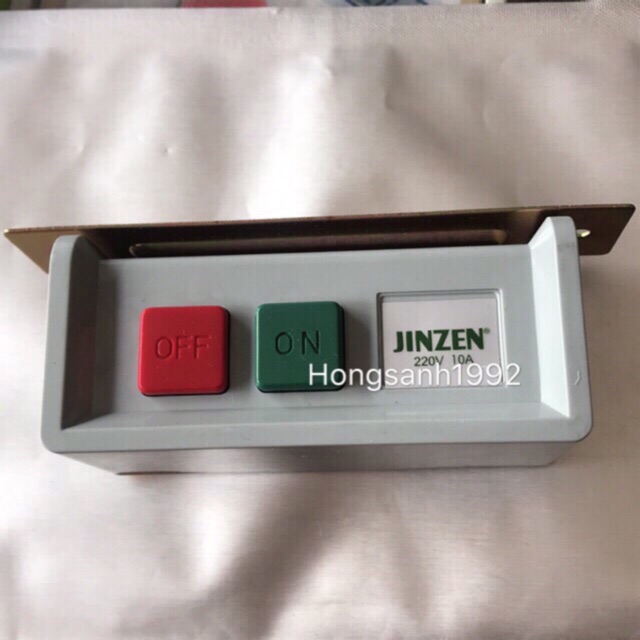 OFF
ON
JINZEN®
220V 10A
Hongsanh1992